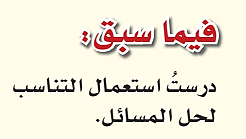 فيما سبق:
درستُ استعمال التناسب
لحل المسائل.